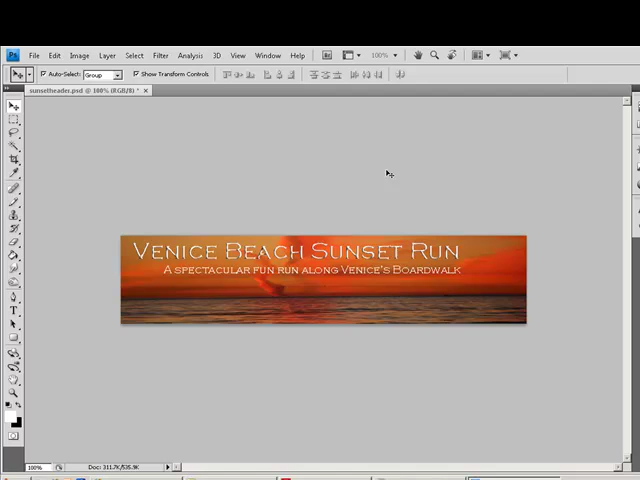 Ps File Edit Image Layer Select Filter Analysis 3D View Window Help 100%
Auto-Select: Group Show Transform Controls
sunsetheader.psd @ 100% (RGB/8) *
VENICE BEACH SUNSET RUN
A SPECTACULAR FUN RUN ALONG VENICE'S BOARDWALK
100% Doc: 311.7K/535.9K